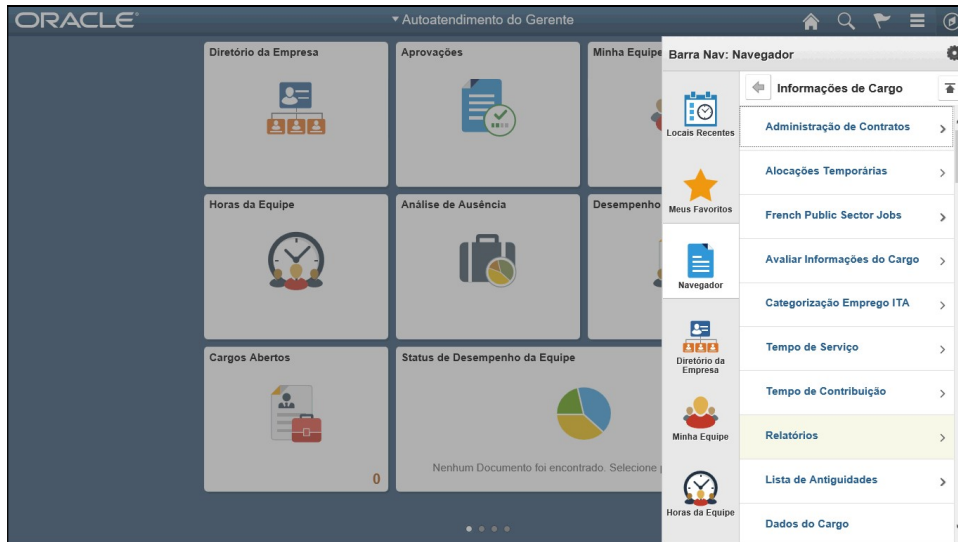 ORACLE
Autoatendimento do Gerente
Diretório da Empresa
Aprovações
Minha Equipe
Horas da Equipe
Análise de Ausência
Desempenho
Cargos Abertos
0
Status de Desempenho da Equipe
Nenhum Documento foi encontrado. Selecione
Barra Nav: Navegador
Locais Recentes
Meus Favoritos
Navegador
Diretório da
Empresa
Minha Equipe
Horas da Equipe
Informações de Cargo
Administração de Contratos
Alocações Temporárias
French Public Sector Jobs
Avaliar Informações do Cargo
Categorização Emprego ITA
Tempo de Serviço
Tempo de Contribuição
Relatórios
Lista de Antiguidades
Dados do Cargo